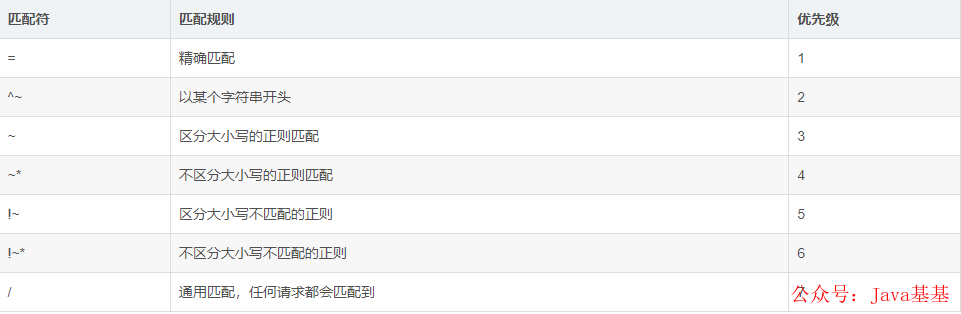 匹配符 匹配规则 优先级
= 精确匹配 1
^~ 以某个字符串开头 2
~ 区分大小写的正则匹配 3
~* 不区分大小写的正则匹配 4
!~ 区分大小写不匹配的正则 5
!~* 不区分大小写不匹配的正则 6
/ 通用匹配，任何请求都会匹配到 7
公众号：Java基基